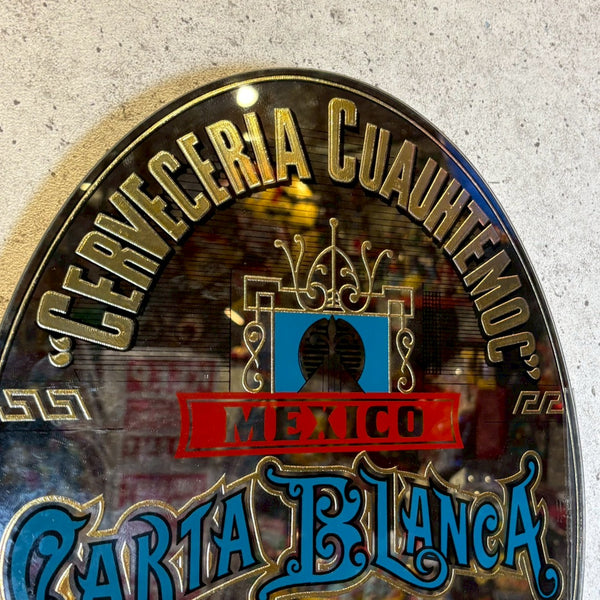 "CERVECERIA CUAUHTEMOC"
MEXICO
CARTA BLANCA